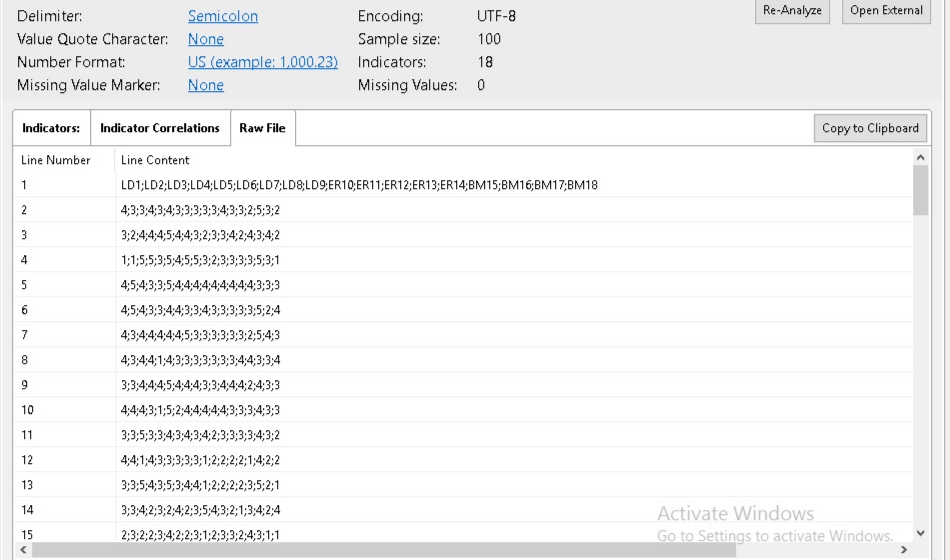 Delimiter: Semicolon Encoding: UTF-8 Re-Analyze Open External
Value Quote Character: None Sample size: 100
Number Format: US (example: 1,000.23) Indicators: 18
Missing Value Marker: None Missing Values: 0
Indicators: Indicator Correlations Raw File Copy to Clipboard
Line Number Line Content
1 LD1;LD2;LD3;LD4;LD5;LD6;LD7;LD8;LD9;ER10;ER11;ER12;ER13;ER14;BM15;BM16;BM17;BM18
2 4;3;3;4;3;4;3;3;3;3;3;4;3;3;2;5;3;2
3 3;2;4;4;4;5;4;4;3;2;3;3;4;2;4;3;4;2
4 1;1;5;5;3;5;4;5;5;3;2;3;3;3;3;5;3;1
5 4;5;4;3;3;5;4;4;4;4;4;4;4;4;4;3;3;3
6 4;5;4;3;3;4;4;3;3;4;3;3;3;3;3;5;2;4
7 4;3;4;4;4;4;4;5;3;3;3;3;3;3;2;5;4;3
8 4;3;4;4;1;4;3;3;3;3;3;3;3;4;4;3;3;4
9 3;3;4;4;4;5;4;4;4;3;3;4;4;4;2;4;3;3
10 4;4;4;3;1;5;2;4;4;4;4;4;3;3;3;4;3;3
11 3;3;5;3;3;4;3;4;3;4;2;3;3;3;3;4;3;2
12 4;4;1;4;3;3;3;3;3;1;2;2;2;2;1;4;2;2
13 3;3;5;4;3;5;3;4;4;1;2;2;2;2;3;5;2;1
14 3;3;4;2;3;2;4;2;3;5;4;3;2;1;3;4;2;4
15 2;3;2;2;3;4;2;2;3;1;2;3;3;2;4;3;1;1
Activate Windows
Go to Settings to activate Windows.